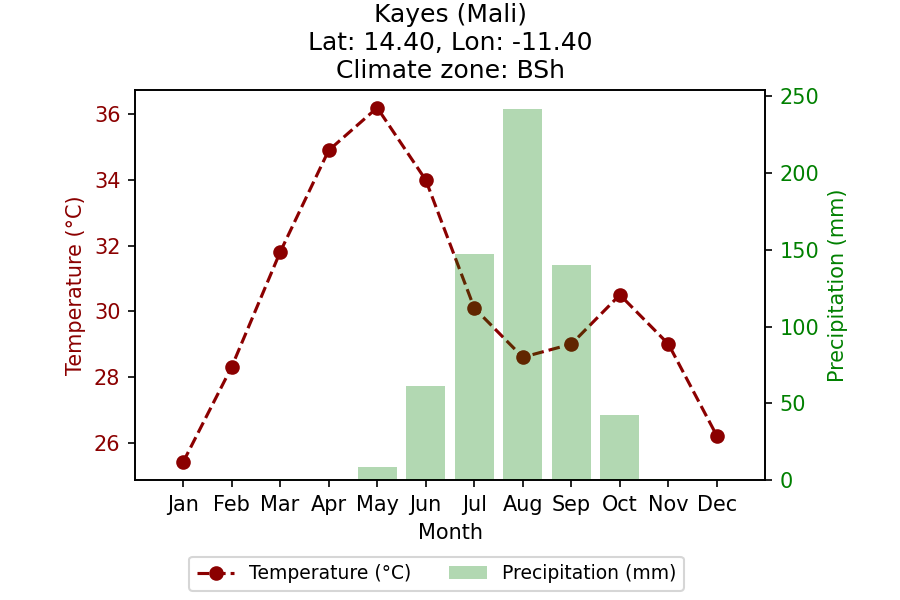 Kayes (Mali)
Lat: 14.40, Lon: -11.40
Climate zone: BSh
36
34
32
30
28
26
Temperature (°C)
250
200
150
100
50
0
Precipitation (mm)
Jan Feb Mar Apr May Jun Jul Aug Sep Oct Nov Dec
Month
Temperature (°C) Precipitation (mm)